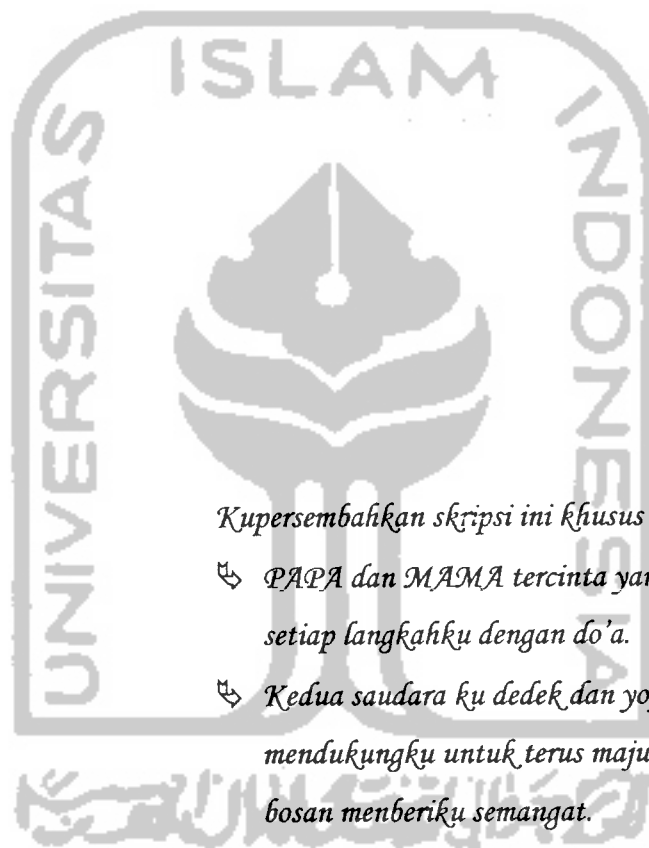 ISLAM
UNIVERSITAS
INDONESIA
Kupersembahkan skripsi ini khusus
PAPA dan MAMA tercinta
setiap langkahku dengan do'a.
Kedua saudara ku dedek dan
mendukungku untuk terus maju
bosan menberiku semangat.